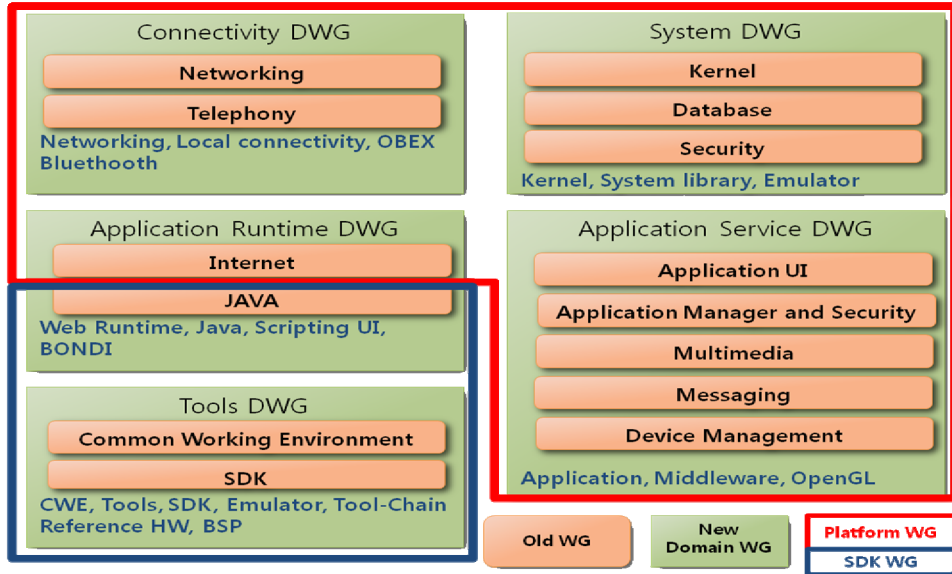 Connectivity DWG
Networking
Telephony
Networking, Local connectivity, OBEX
Bluethooth
System DWG
Kernel
Database
Security
Kernel, System library, Emulator
Application Runtime DWG
Internet
JAVA
Web Runtime, Java, Scripting UI,
BONDI
Application Service DWG
Application UI
Application Manager and Security
Multimedia
Messaging
Device Management
Application, Middleware, OpenGL
Tools DWG
Common Working Environment
SDK
CWE, Tools, SDK, Emulator, Tool-Chain
Reference HW, BSP
Old WG
New
Domain WG
Platform WG
SDK WG